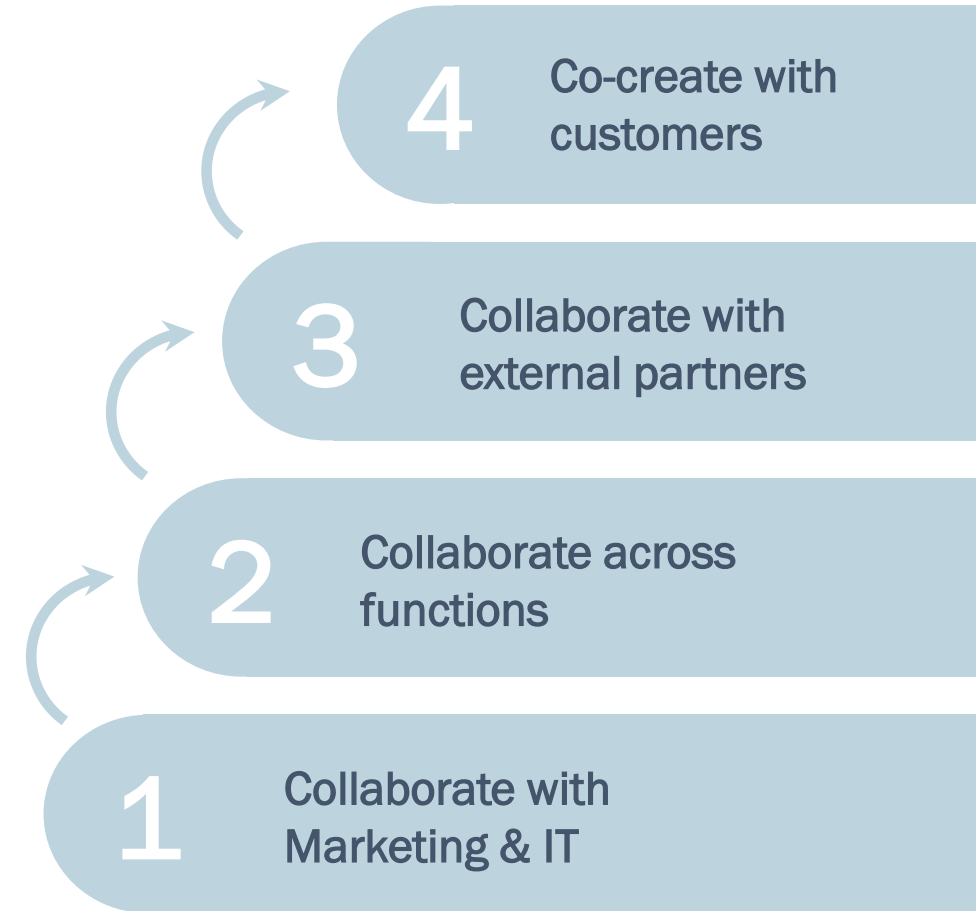 4
Co-create with
customers
3
Collaborate with
external partners
2
Collaborate across
functions
1
Collaborate with
Marketing & IT